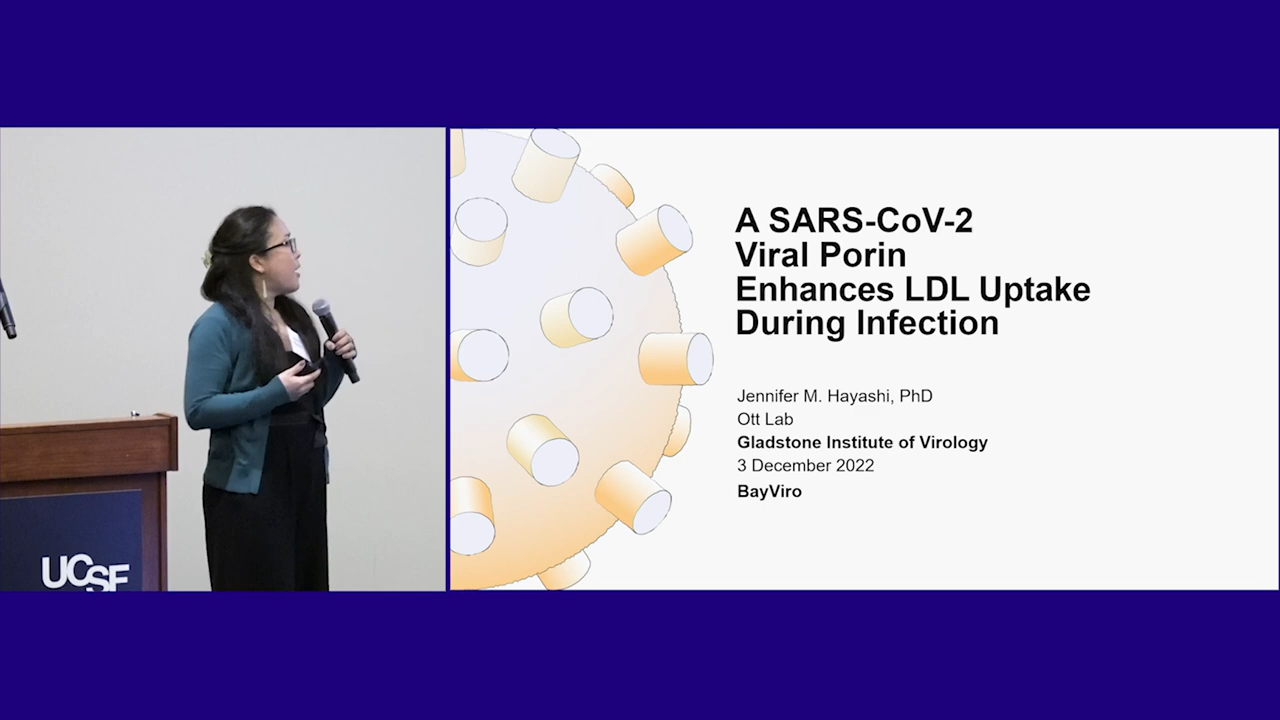 UCSF
A SARS-CoV-2
Viral Porin
Enhances LDL Uptake
During Infection
Jennifer M. Hayashi, PhD
Ott Lab
Gladstone Institute of Virology
3 December 2022
BayViro